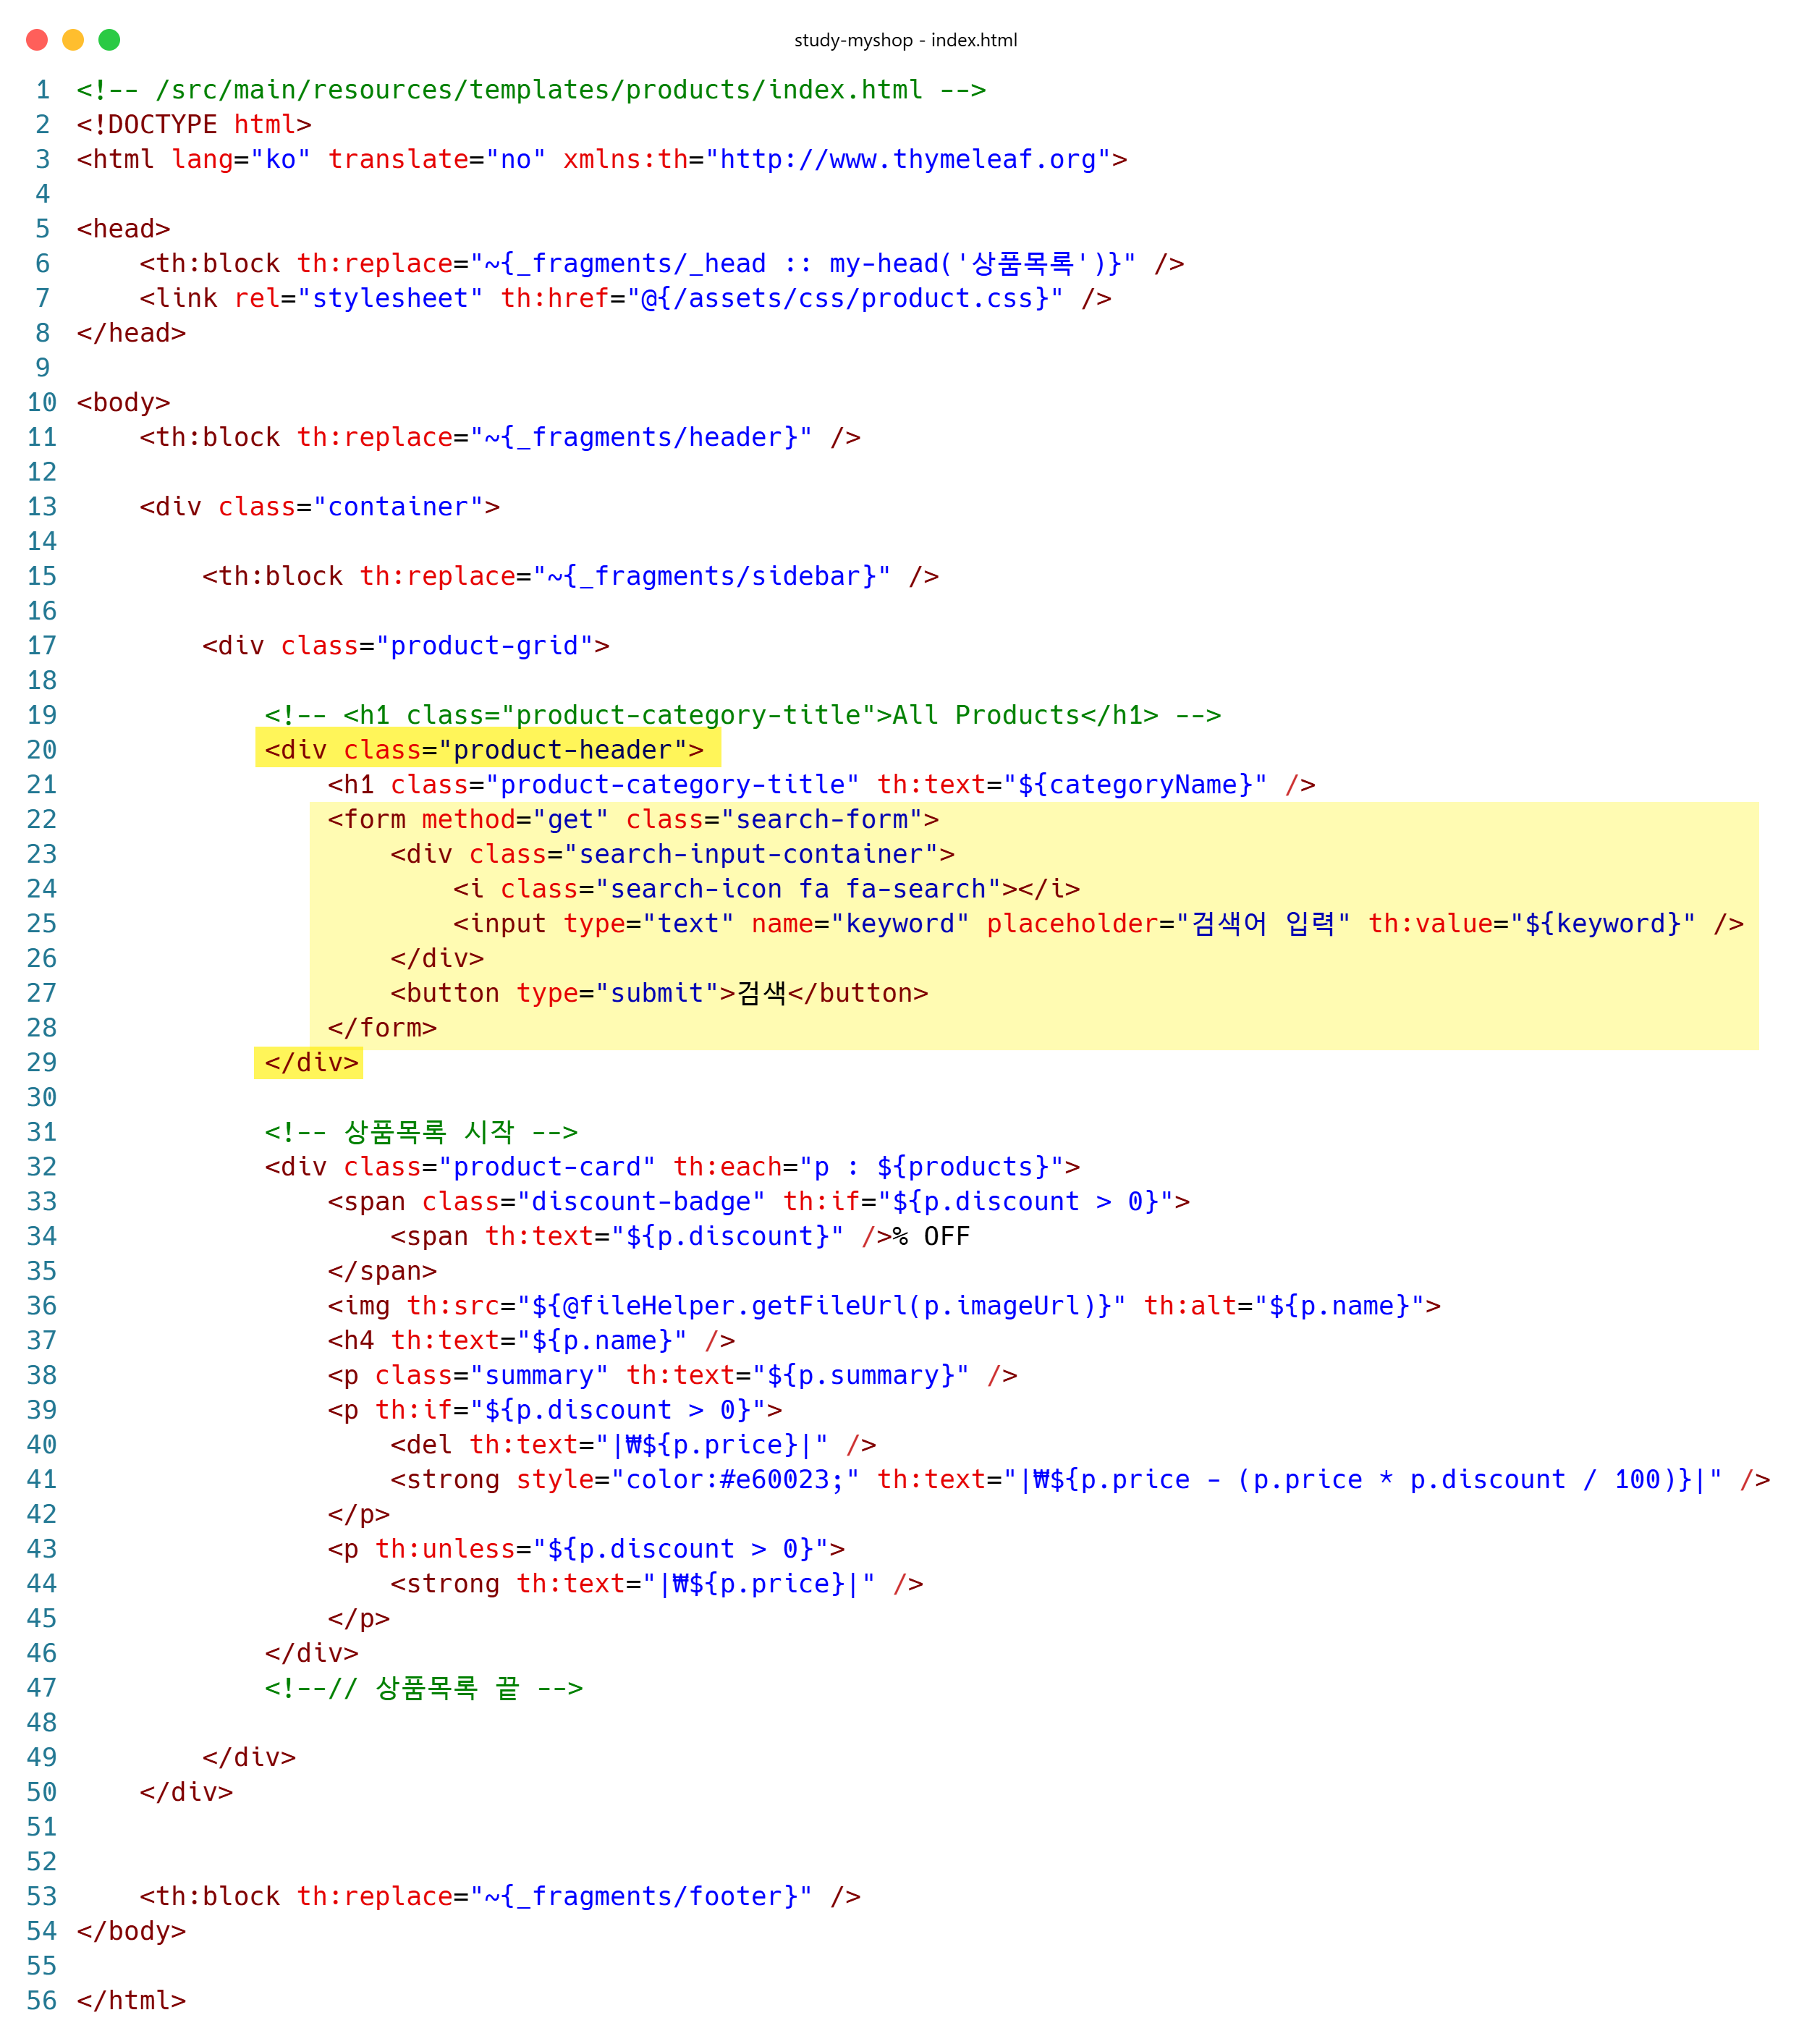 study-myshop - index.html
1 <!-- /src/main/resources/templates/products/index.html -->
2 <!DOCTYPE html>
3 <html lang="ko" translate="no" xmlns:th="http://www.thymeleaf.org">
4
5 <head>
6     <th:block th:replace="~{_fragments/_head :: my-head('상품목록')}" />
7     <link rel="stylesheet" th:href="@{/assets/css/product.css}" />
8 </head>
9
10 <body>
11     <th:block th:replace="~{_fragments/header}" />
12
13     <div class="container">
14
15         <th:block th:replace="~{_fragments/sidebar}" />
16
17         <div class="product-grid">
18
19             <!-- <h1 class="product-category-title">All Products</h1> -->
20             <div class="product-header">
21                 <h1 class="product-category-title" th:text="${categoryName}" />
22                 <form method="get" class="search-form">
23                     <div class="search-input-container">
24                         <i class="search-icon fa fa-search"></i>
25                         <input type="text" name="keyword" placeholder="검색어 입력" th:value="${keyword}" />
26                     </div>
27                     <button type="submit">검색</button>
28                 </form>
29             </div>
30
31             <!-- 상품목록 시작 -->
32             <div class="product-card" th:each="p : ${products}">
33                 <span class="discount-badge" th:if="${p.discount > 0}">
34                     <span th:text="${p.discount}" />% OFF
35                 </span>
36                 <img th:src="${@fileHelper.getFileUrl(p.imageUrl)}" th:alt="${p.name}">
37                 <h4 th:text="${p.name}" />
38                 <p class="summary" th:text="${p.summary}" />
39                 <p th:if="${p.discount > 0}">
40                     <del th:text="|₩${p.price}|" />
41                     <strong style="color:#e60023;" th:text="|₩${p.price - (p.price * p.discount / 100)}|" />
42                 </p>
43                 <p th:unless="${p.discount > 0}">
44                     <strong th:text="|₩${p.price}|" />
45                 </p>
46             </div>
47             <!--// 상품목록 끝 -->
48
49         </div>
50     </div>
51
52
53     <th:block th:replace="~{_fragments/footer}" />
54 </body>
55
56 </html>